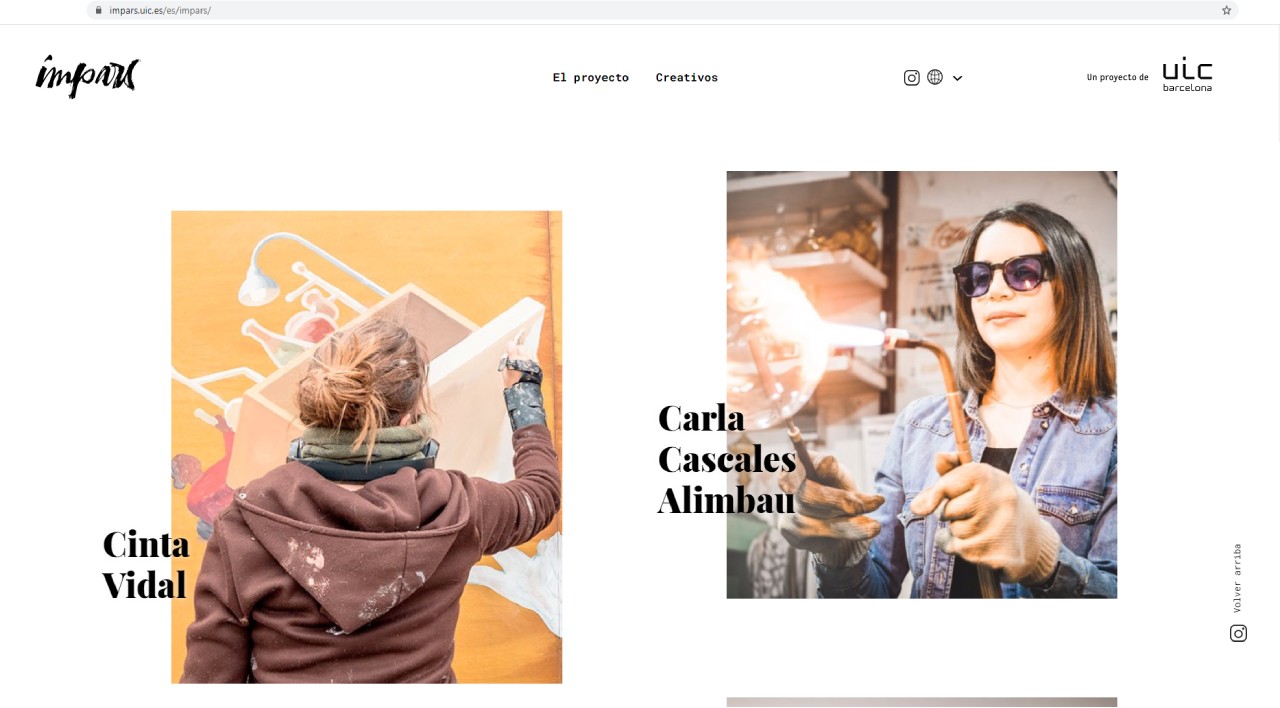 impars.uic.es/es/impars/
impars
El proyecto
Creativos
Un proyecto de
uic
barcelona
Carla
Cascales
Alimbau
Cinta
Vidal
Volver arriba